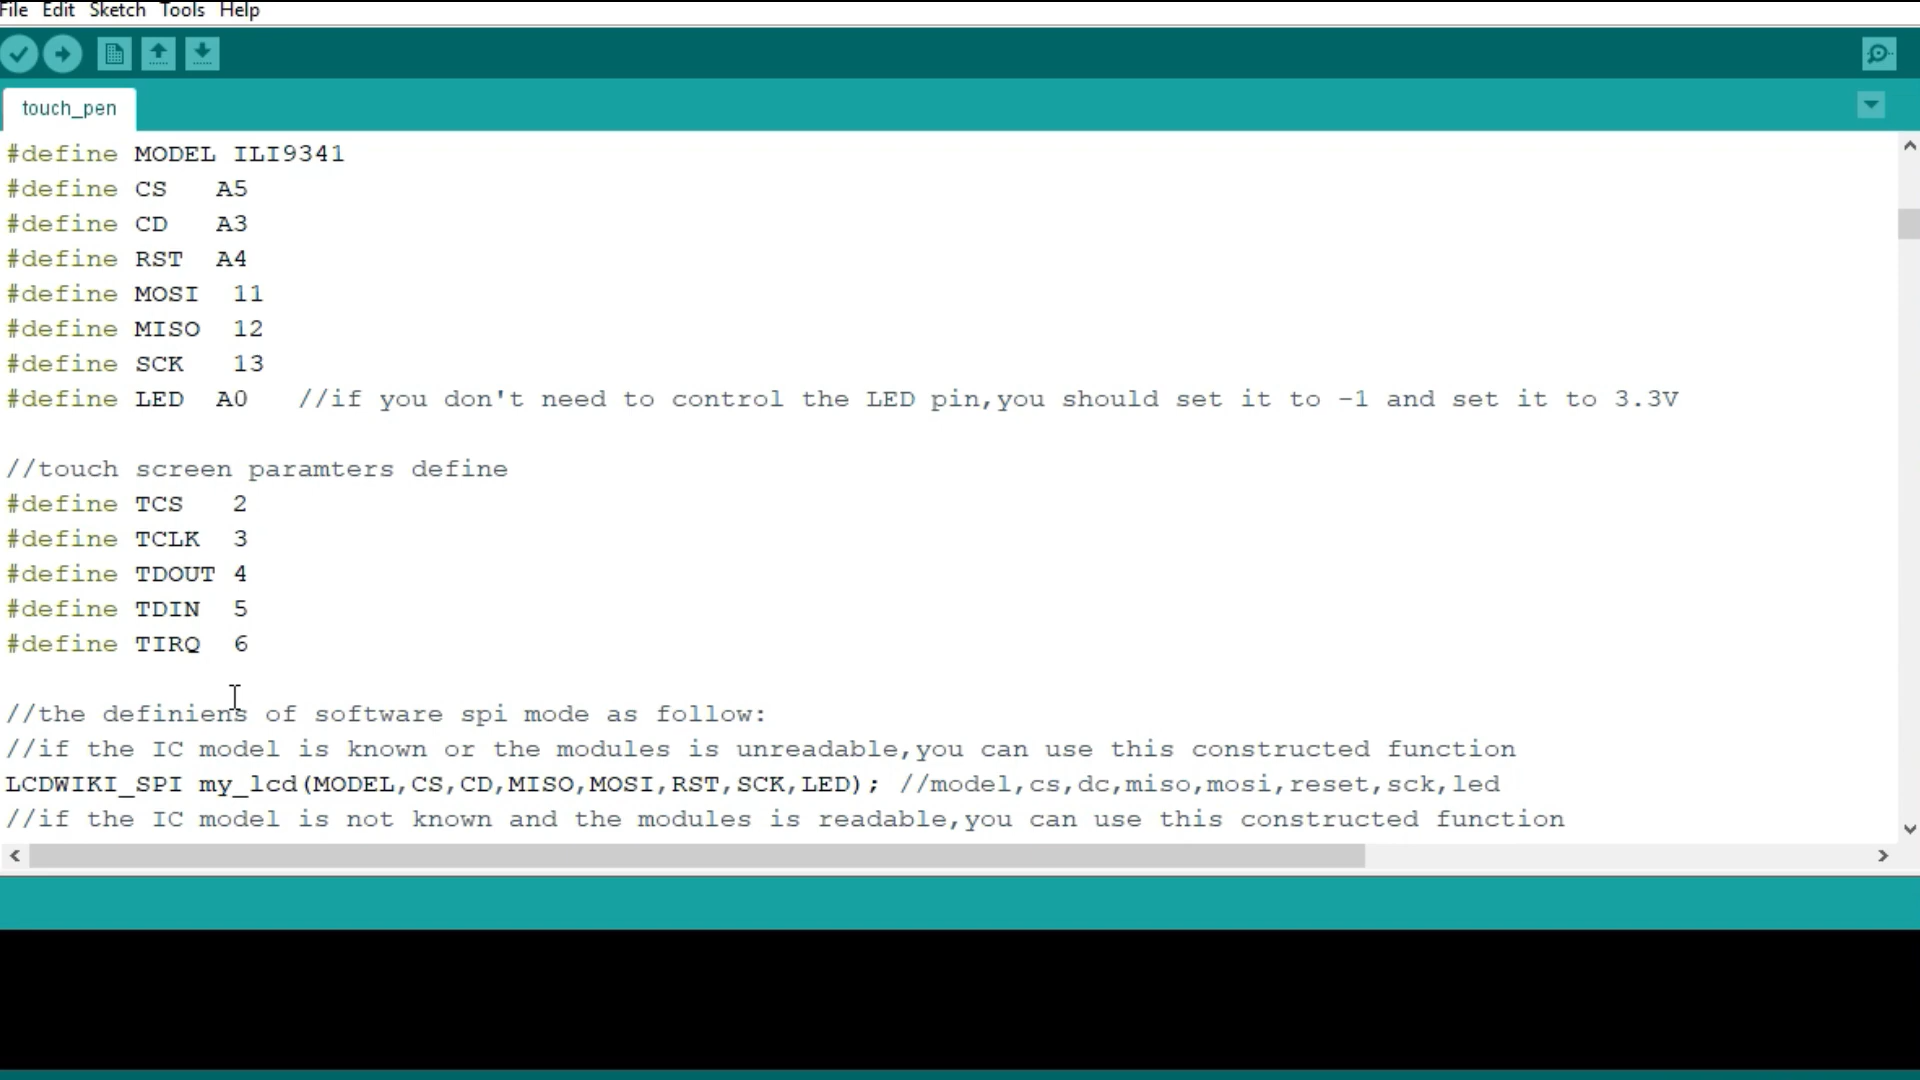 File Edit Sketch Tools Help
touch_pen
#define MODEL ILI9341
#define CS   A5
#define CD   A3
#define RST  A4
#define MOSI  11
#define MISO  12
#define SCK   13
#define LED  A0   //if you don't need to control the LED pin,you should set it to -1 and set it to 3.3V
//touch screen paramters define
#define TCS   2
#define TCLK  3
#define TDOUT 4
#define TDIN  5
#define TIRQ  6
//the definiens of software spi mode as follow:
//if the IC model is known or the modules is unreadable,you can use this constructed function
LCDWIKI_SPI my_lcd(MODEL,CS,CD,MISO,MOSI,RST,SCK,LED); //model,cs,dc,miso,mosi,reset,sck,led
//if the IC model is not known and the modules is readable,you can use this constructed function